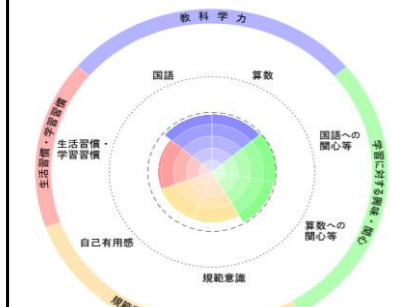 教科学力
国語
算数
生活習慣・学習習慣
生活習慣・
学習習慣
国語への
関心等
学習に対する興味・関心
算数への
関心等
自己有用感
規範意識
規範